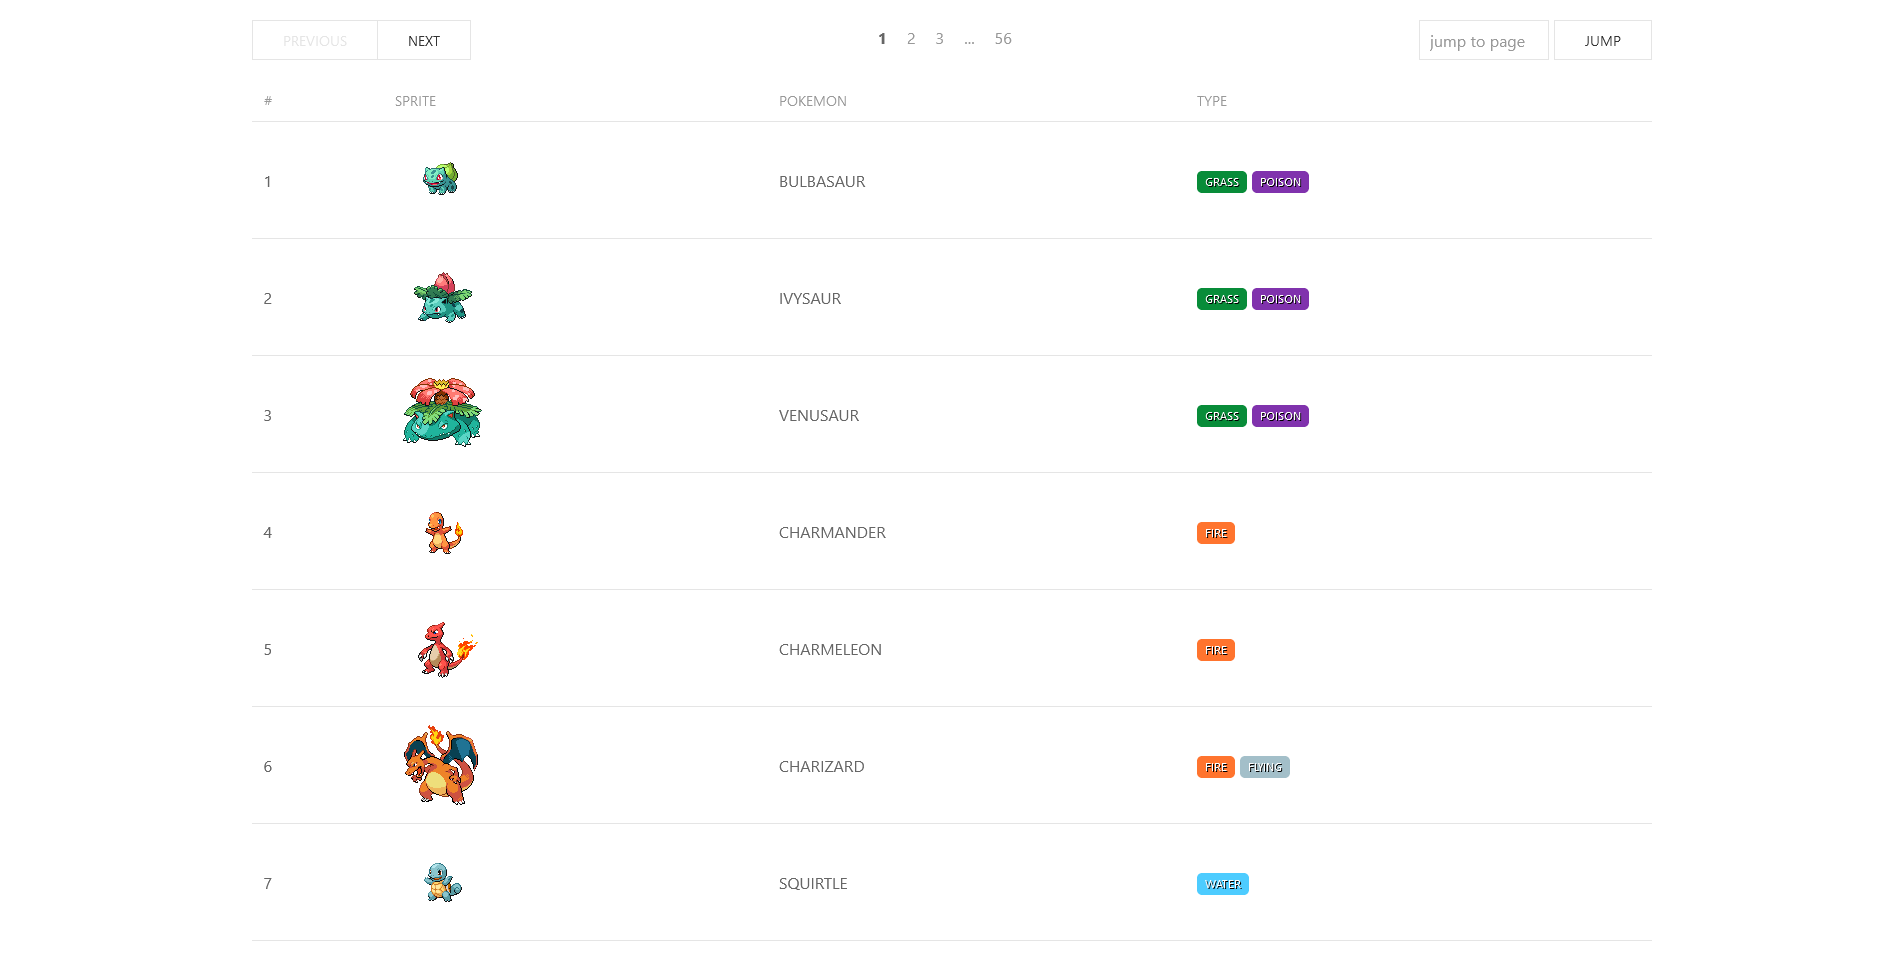 PREVIOUS NEXT 1 2 3 ... 56 jump to page JUMP
# SPRITE POKEMON TYPE
1 BULBASAUR GRASS POISON
2 IVYSAUR GRASS POISON
3 VENUSAUR GRASS POISON
4 CHARMANDER FIRE
5 CHARMELEON FIRE
6 CHARIZARD FIRE FLYING
7 SQUIRTLE WATER